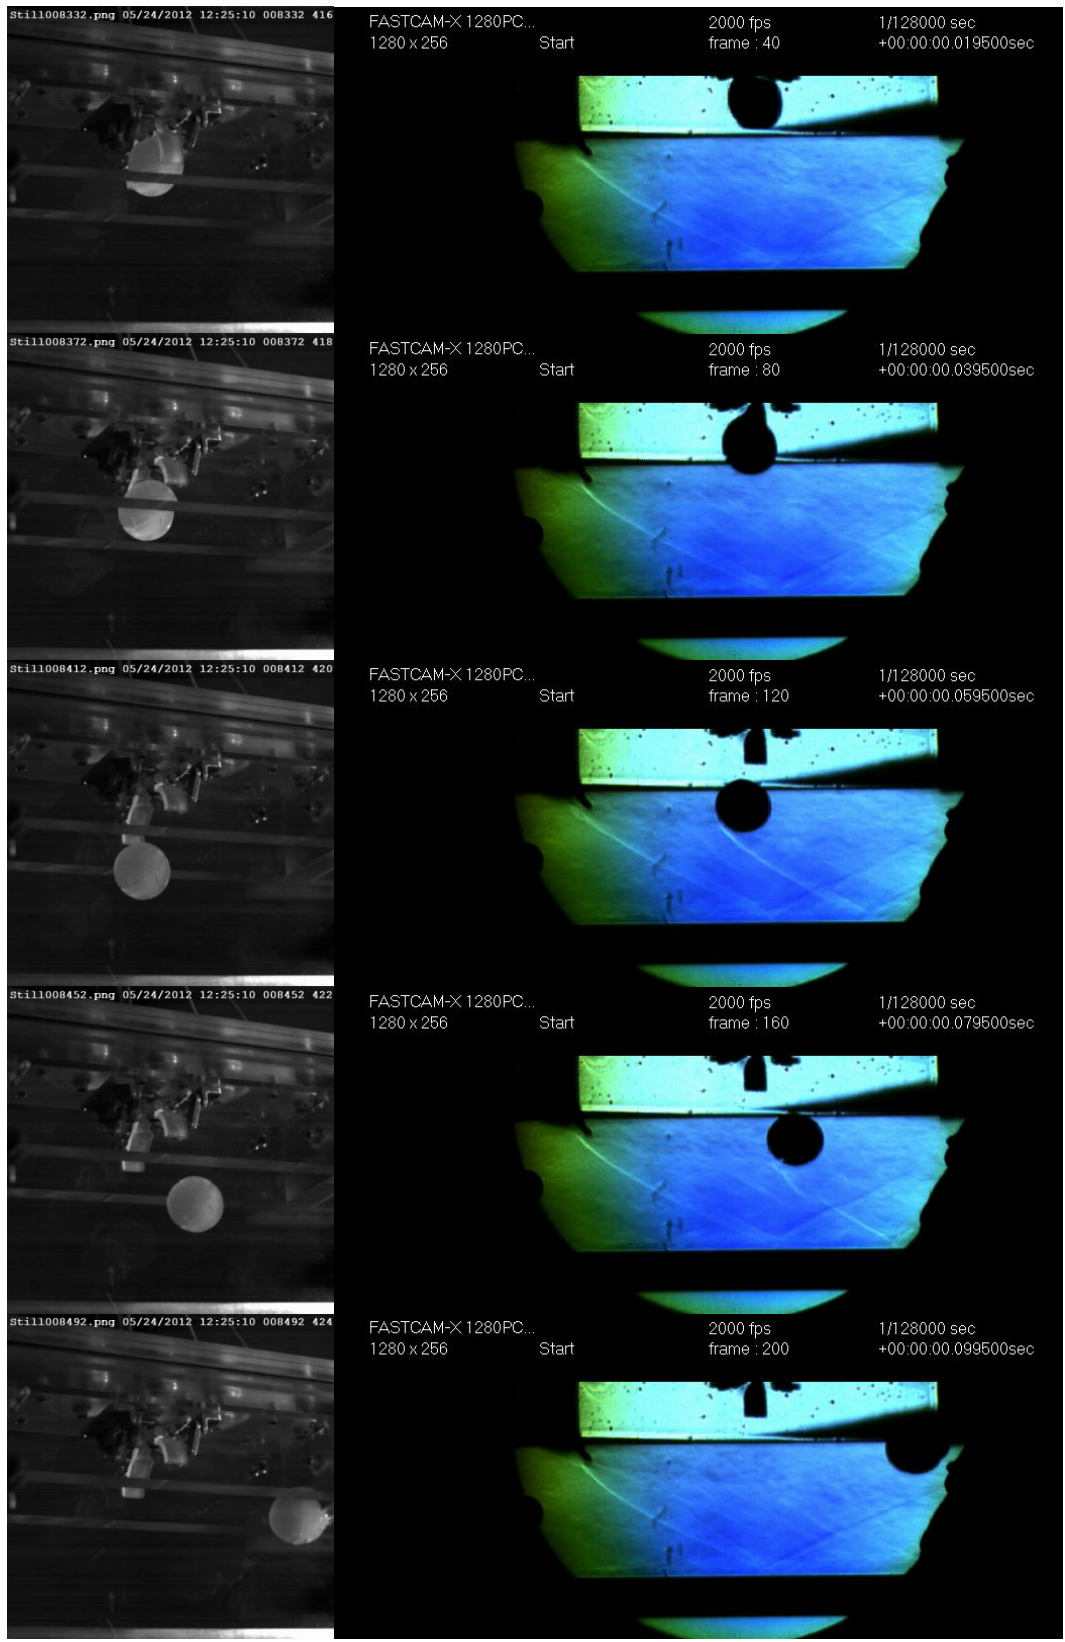 Still008332.png 05/24/2012 12:25:10 008332 416
FASTCAM-X 1280PC... 2000 fps 1/128000 sec
1280 x 256 Start frame : 40 +00:00:00.019500sec
Still008372.png 05/24/2012 12:25:10 008372 418
FASTCAM-X 1280PC... 2000 fps 1/128000 sec
1280 x 256 Start frame : 80 +00:00:00.039500sec
Still008412.png 05/24/2012 12:25:10 008412 420
FASTCAM-X 1280PC... 2000 fps 1/128000 sec
1280 x 256 Start frame : 120 +00:00:00.059500sec
Still008452.png 05/24/2012 12:25:10 008452 422
FASTCAM-X 1280PC... 2000 fps 1/128000 sec
1280 x 256 Start frame : 160 +00:00:00.079500sec
Still008492.png 05/24/2012 12:25:10 008492 424
FASTCAM-X 1280PC... 2000 fps 1/128000 sec
1280 x 256 Start frame : 200 +00:00:00.099500sec